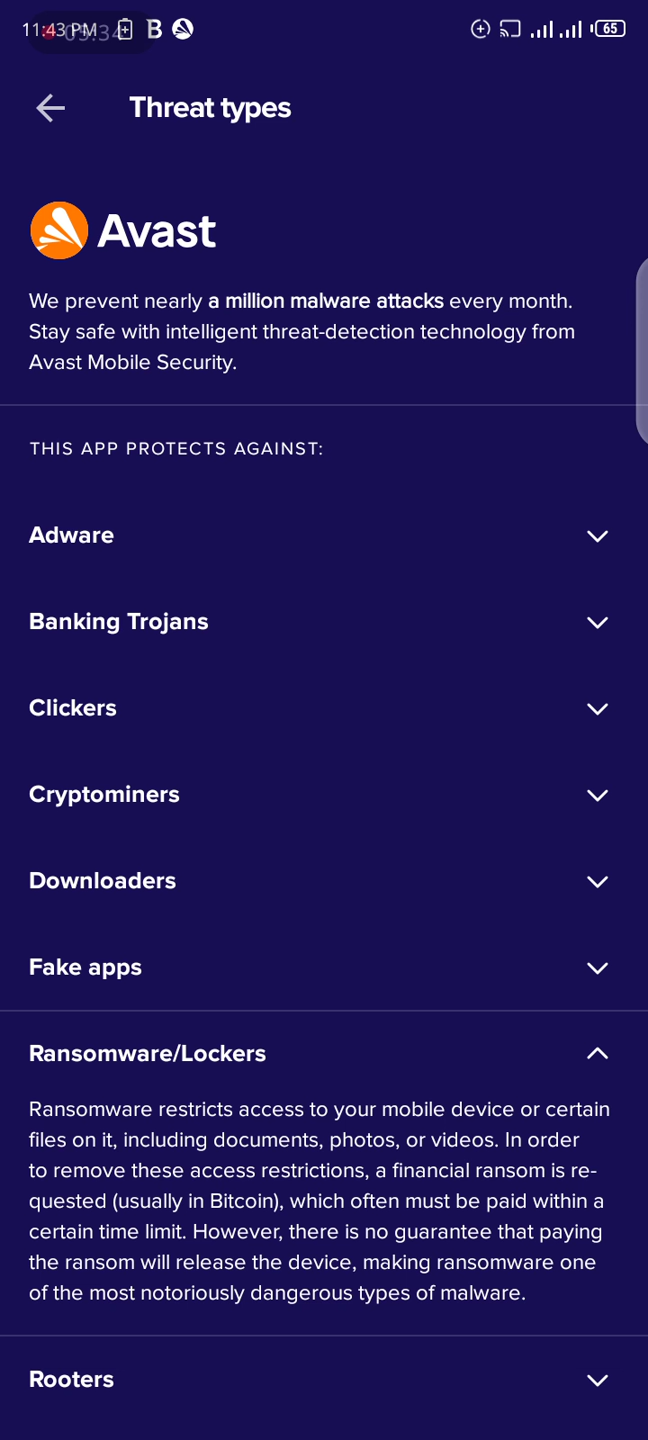 11:43 PM
B
65
Threat types
Avast
We prevent nearly a million malware attacks every month.
Stay safe with intelligent threat-detection technology from
Avast Mobile Security.
THIS APP PROTECTS AGAINST:
Adware
Banking Trojans
Clickers
Cryptominers
Downloaders
Fake apps
Ransomware/Lockers
Ransomware restricts access to your mobile device or certain
files on it, including documents, photos, or videos. In order
to remove these access restrictions, a financial ransom is re-
quested (usually in Bitcoin), which often must be paid within a
certain time limit. However, there is no guarantee that paying
the ransom will release the device, making ransomware one
of the most notoriously dangerous types of malware.
Rooters